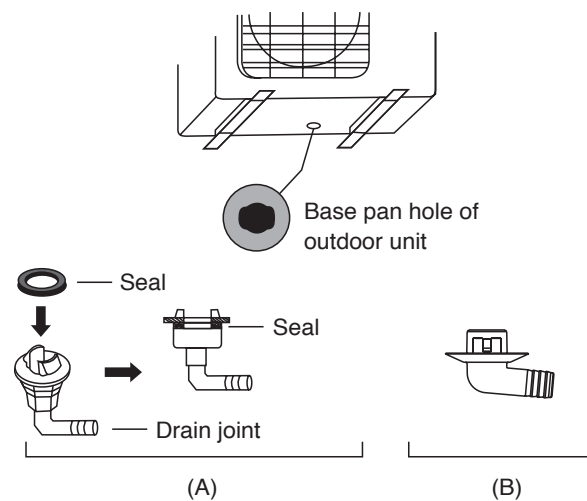 Base pan hole of
outdoor unit
Seal
Seal
Drain joint
(A)
(B)